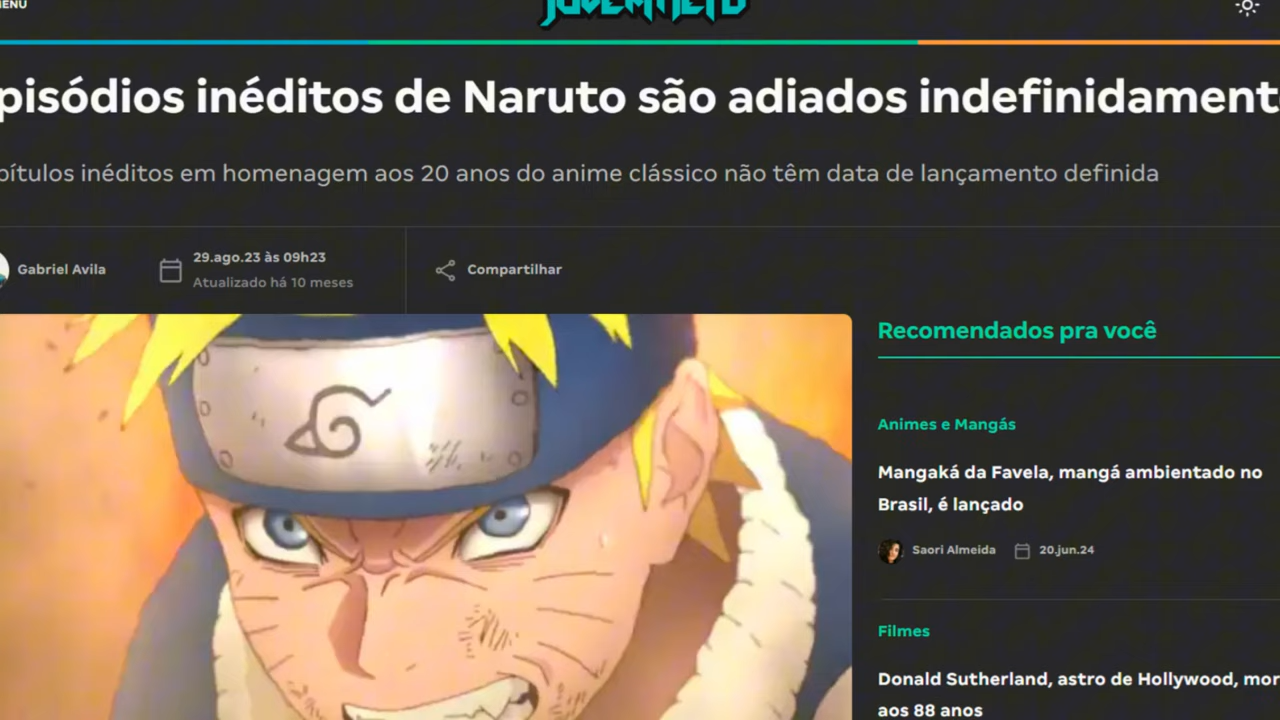 MENU
JOVEM NERD
pisódios inéditos de Naruto são adiados indefinidament
pítulos inéditos em homenagem aos 20 anos do anime clássico não têm data de lançamento definida
Gabriel Avila
29.ago.23 às 09h23
Atualizado há 10 meses
Compartilhar
Recomendados pra você
Animes e Mangás
Mangaká da Favela, mangá ambientado no
Brasil, é lançado
Saori Almeida
20.jun.24
Filmes
Donald Sutherland, astro de Hollywood, mor
aos 88 anos